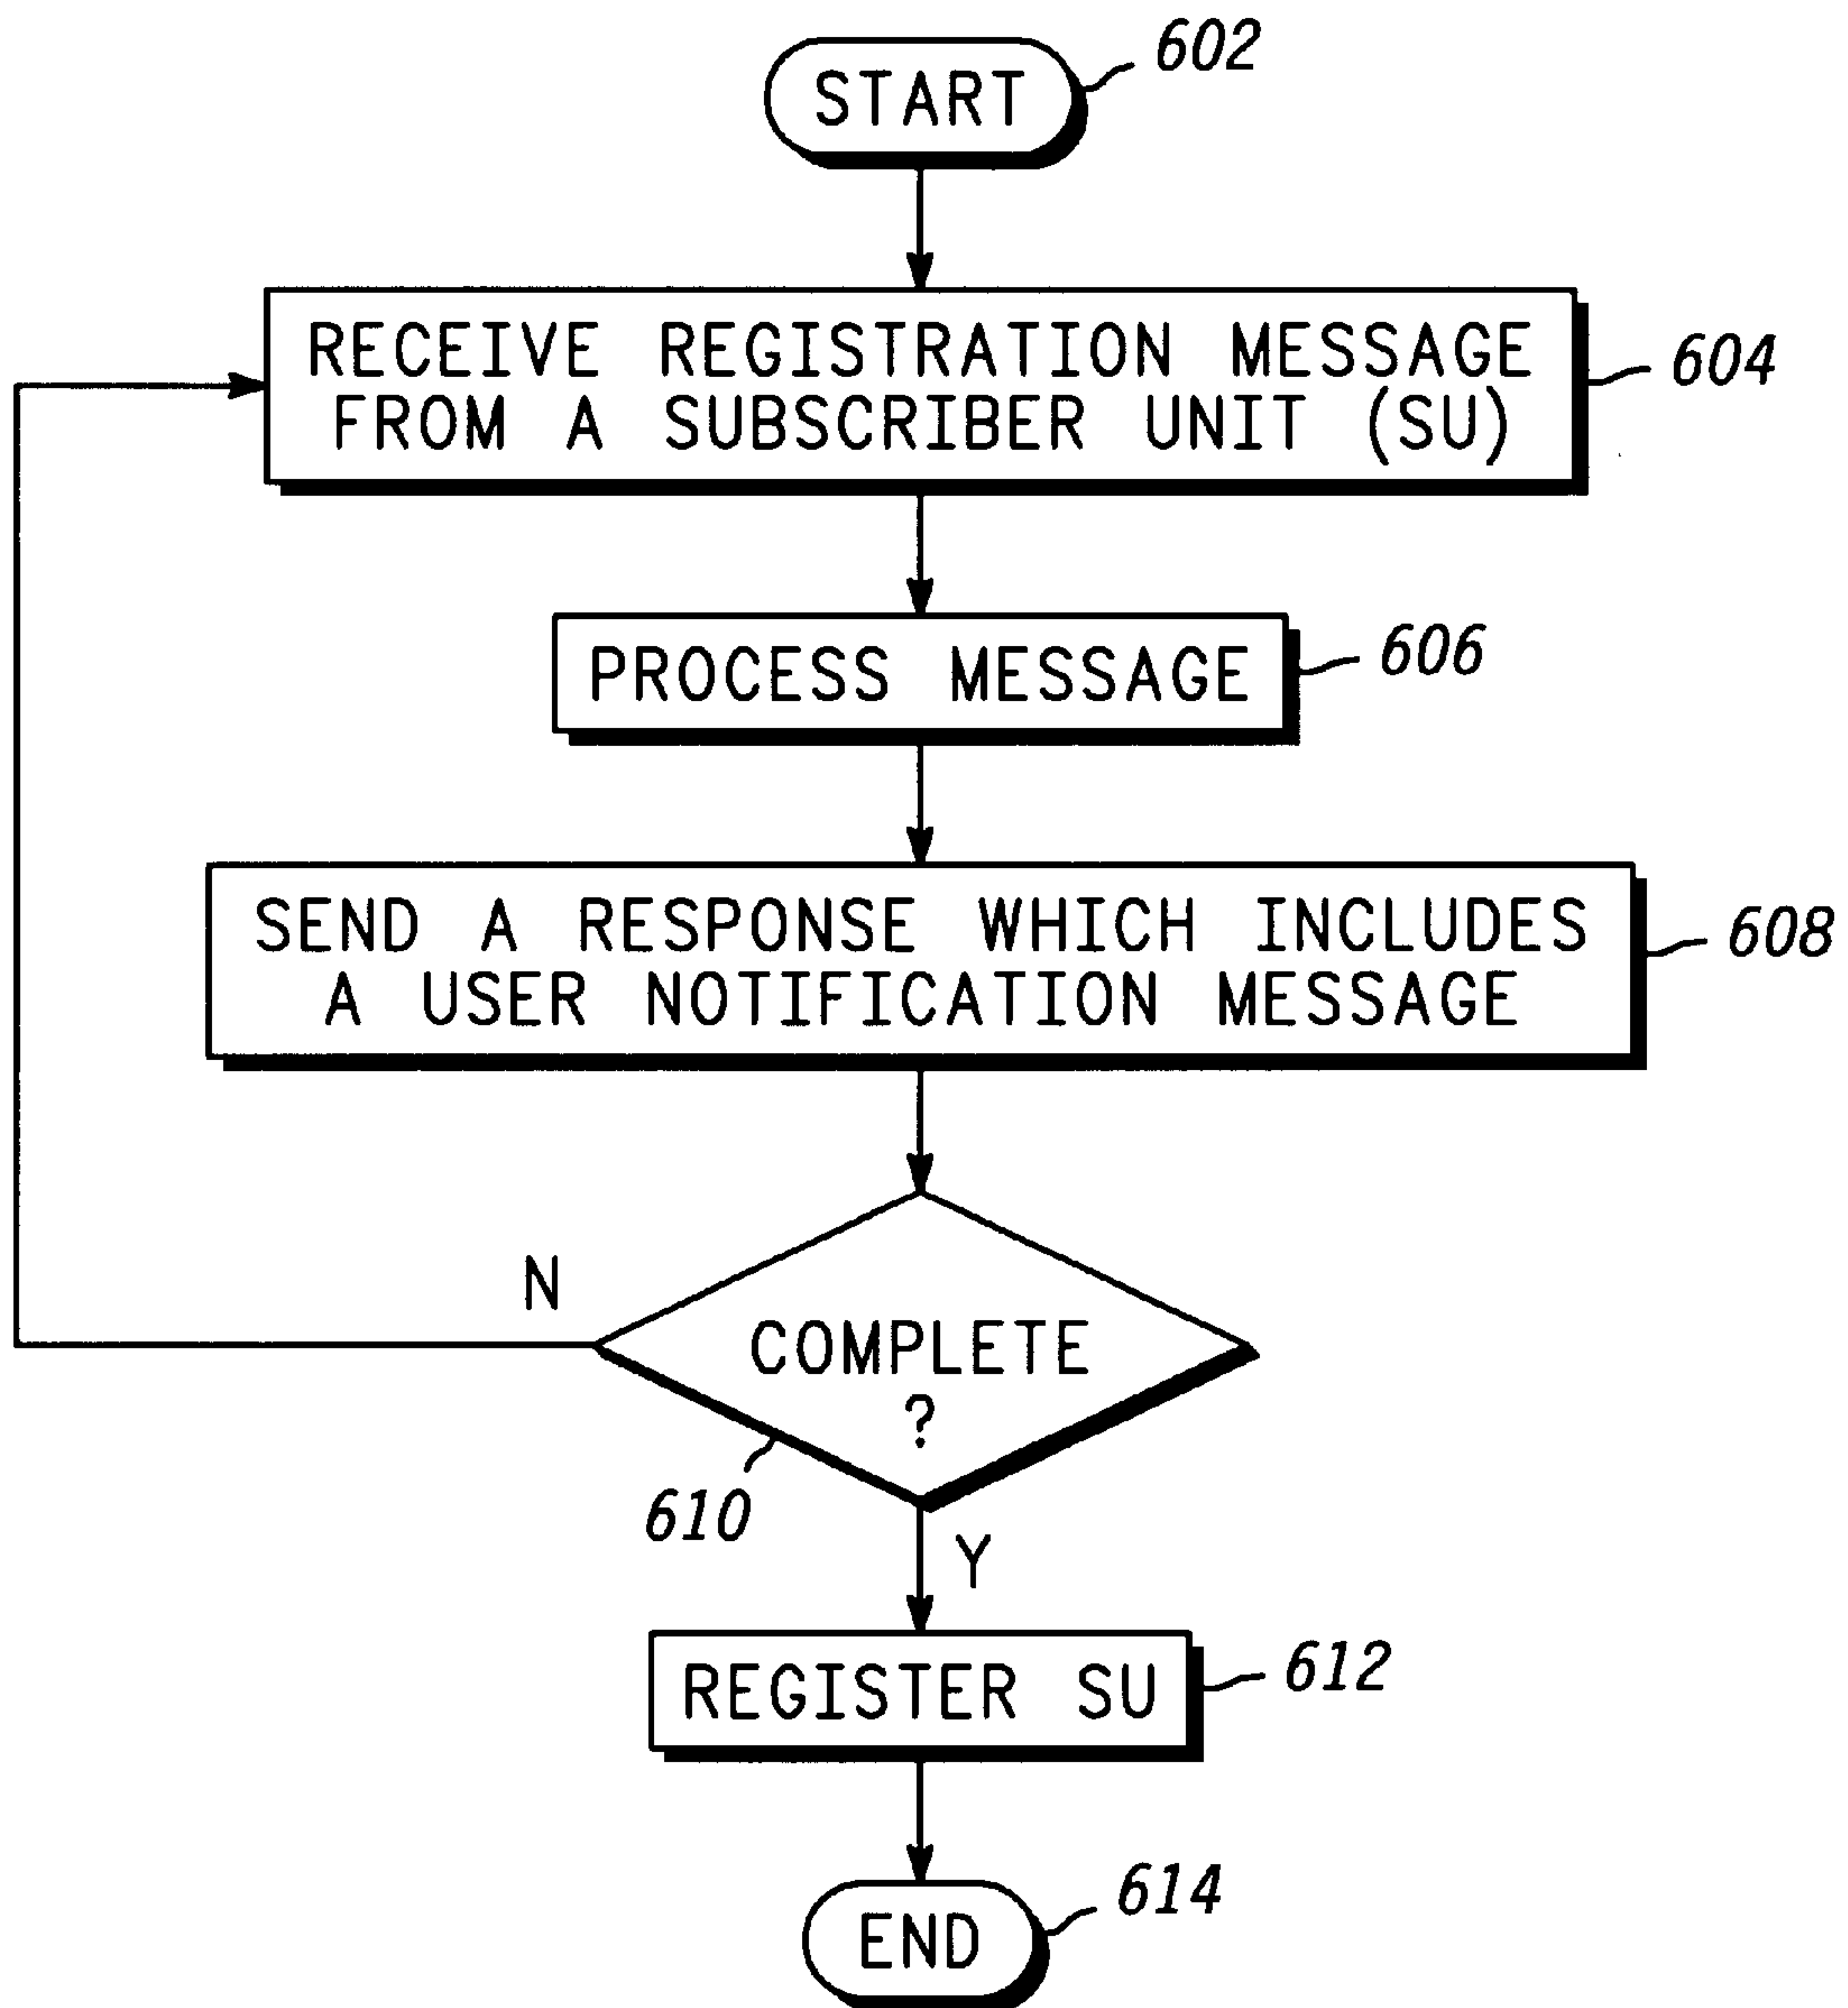 START
602
RECEIVE REGISTRATION MESSAGE
FROM A SUBSCRIBER UNIT (SU)
604
PROCESS MESSAGE
606
SEND A RESPONSE WHICH INCLUDES
A USER NOTIFICATION MESSAGE
608
N
COMPLETE
?
610
Y
REGISTER SU
612
END
614